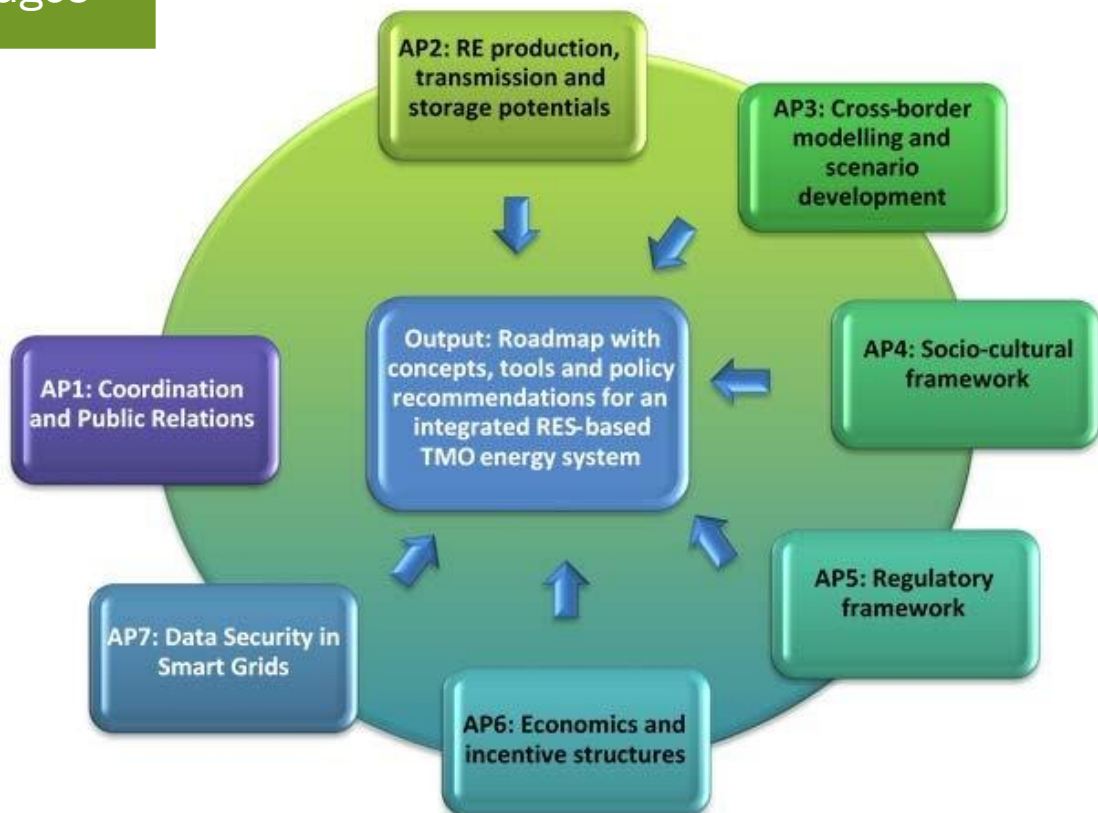 AP2: RE production,
transmission and
storage potentials
AP3: Cross-border
modelling and
scenario
development
Output: Roadmap with
concepts, tools and policy
recommendations for an
integrated RES-based
TMO energy system
AP4: Socio-cultural
framework
AP1: Coordination
and Public Relations
AP5: Regulatory
framework
AP7: Data Security in
Smart Grids
AP6: Economics and
incentive structures